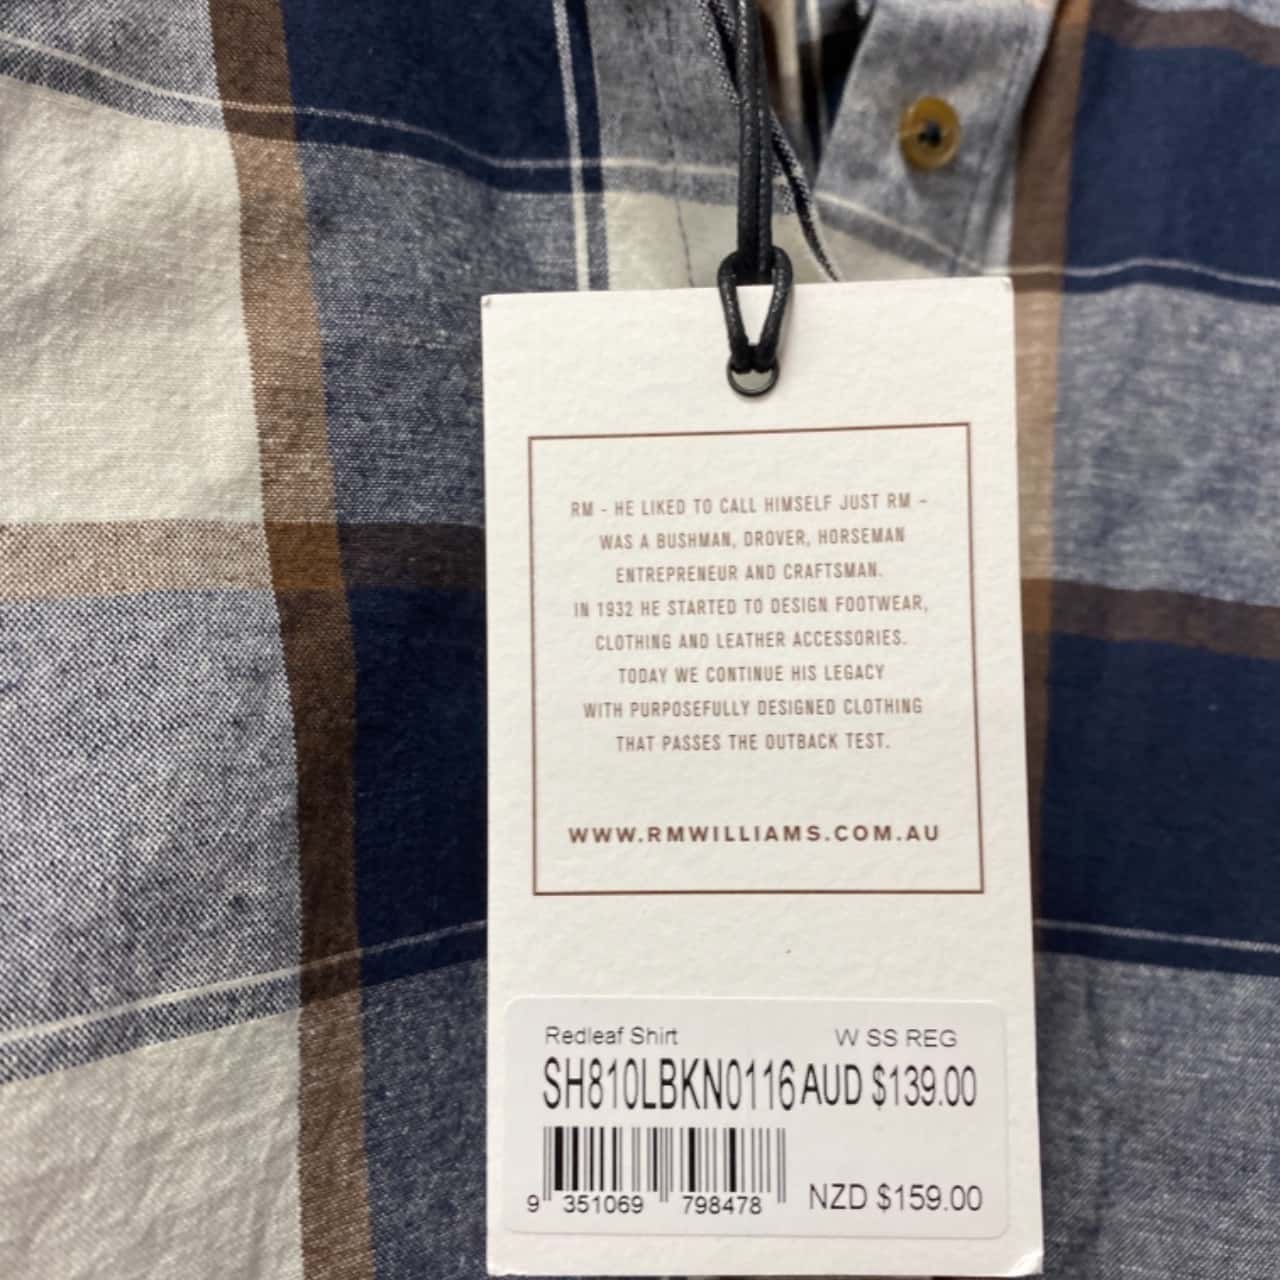 RM - HE LIKED TO CALL HIMSELF JUST RM -
WAS A BUSHMAN, DROVER, HORSEMAN
ENTREPRENEUR AND CRAFTSMAN.
IN 1932 HE STARTED TO DESIGN FOOTWEAR,
CLOTHING AND LEATHER ACCESSORIES.
TODAY WE CONTINUE HIS LEGACY
WITH PURPOSEFULLY DESIGNED CLOTHING
THAT PASSES THE OUTBACK TEST.
WWW.RMWILLIAMS.COM.AU
Redleaf Shirt W SS REG
SH810LBKN0116 AUD $139.00
9 351069 798478 NZD $159.00